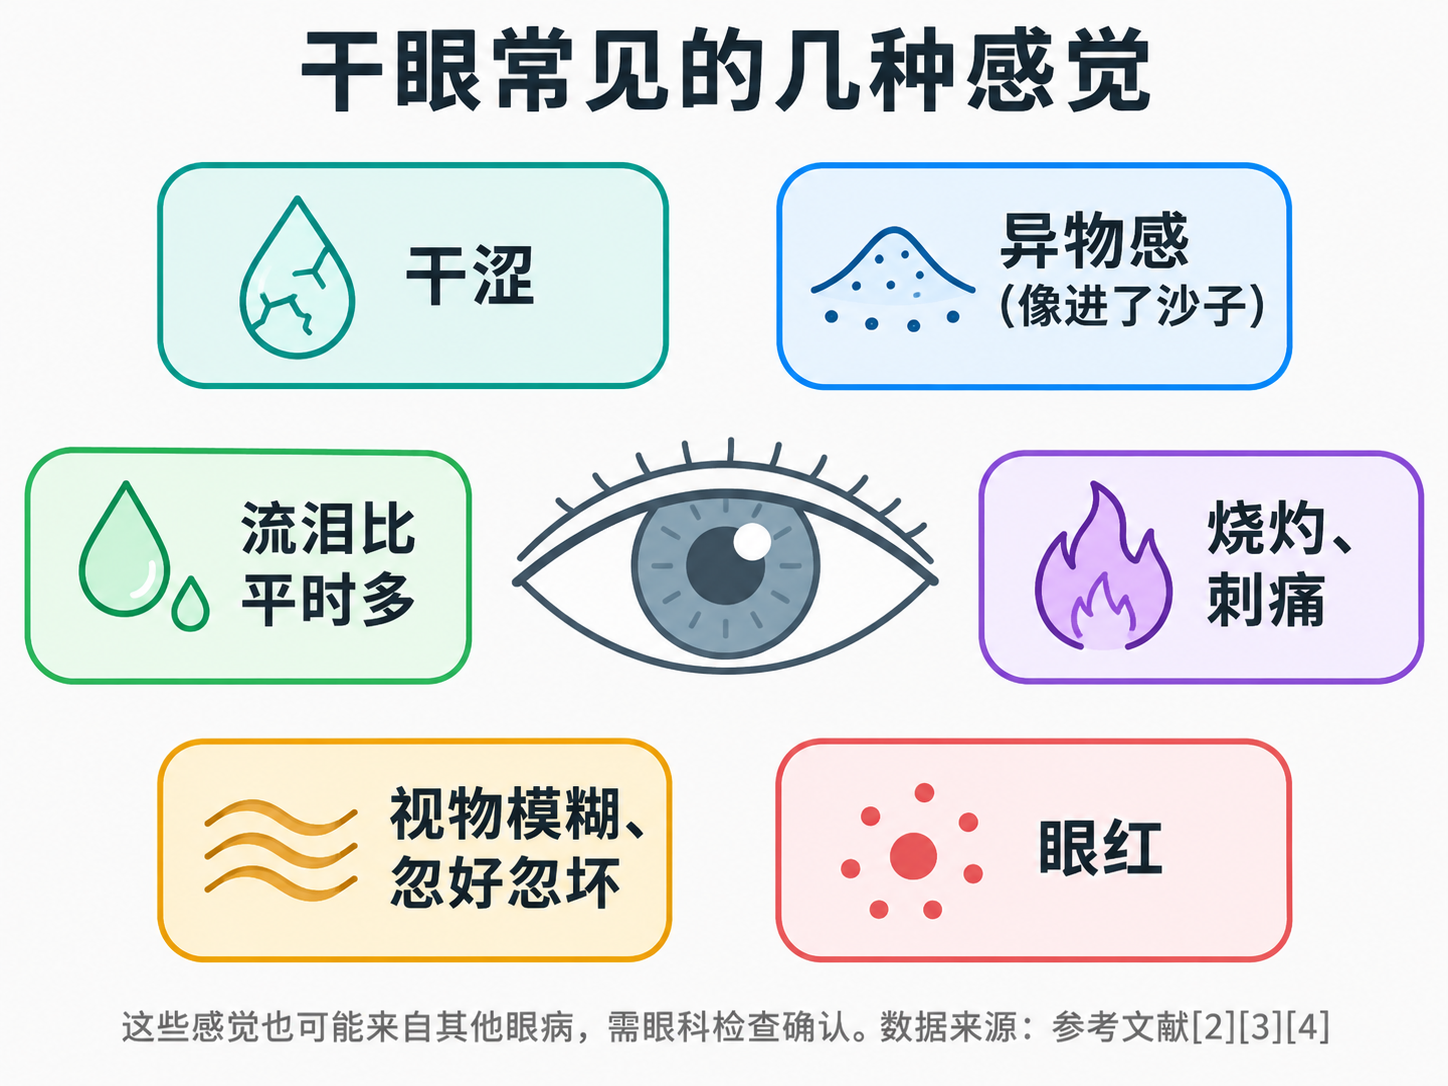 干眼常见的几种感觉
干涩
异物感
(像进了沙子)
流泪比
平时多
烧灼、
刺痛
视物模糊、
忽好忽坏
眼红
这些感觉也可能来自其他眼病，需眼科检查确认。数据来源：参考文献[2][3][4]